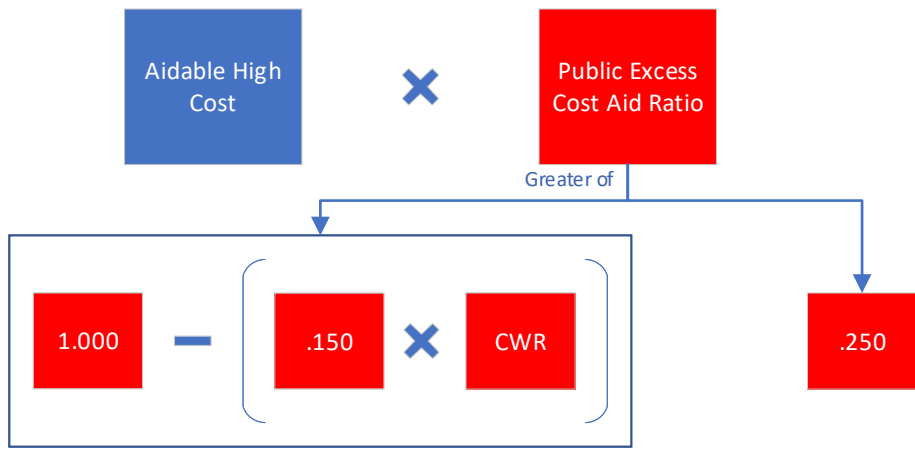 Aidable High
Cost
Public Excess
Cost Aid Ratio
Greater of
1.000
.150
CWR
.250